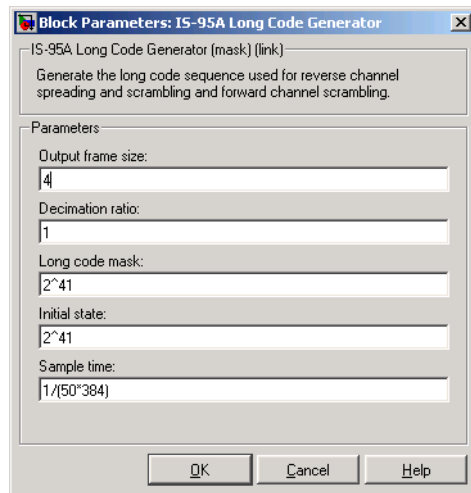 Block Parameters: IS-95A Long Code Generator
IS-95A Long Code Generator (mask) (link)
Generate the long code sequence used for reverse channel
spreading and scrambling and forward channel scrambling.
Parameters
Output frame size:
4
Decimation ratio:
1
Long code mask:
2^41
Initial state:
2^41
Sample time:
1/(50*384)
OK Cancel Help